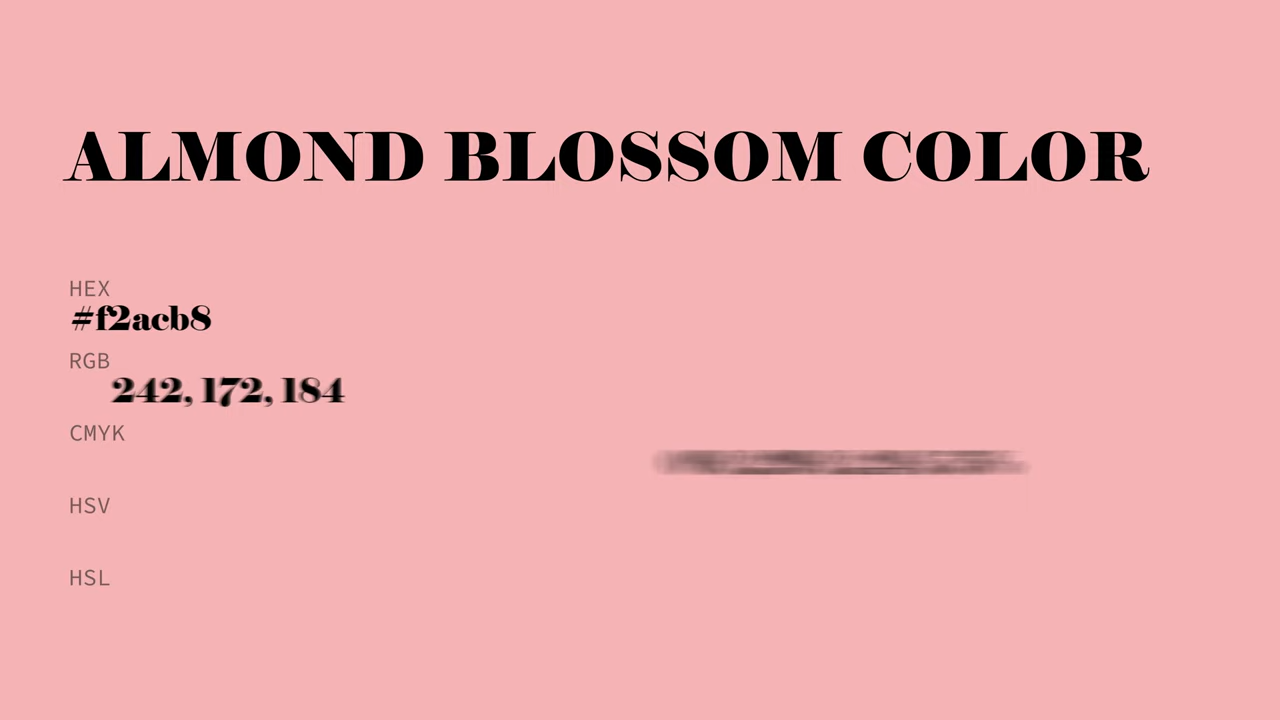 ALMOND BLOSSOM COLOR
HEX
#f2acb8
RGB
242, 172, 184
CMYK
HSV
HSL